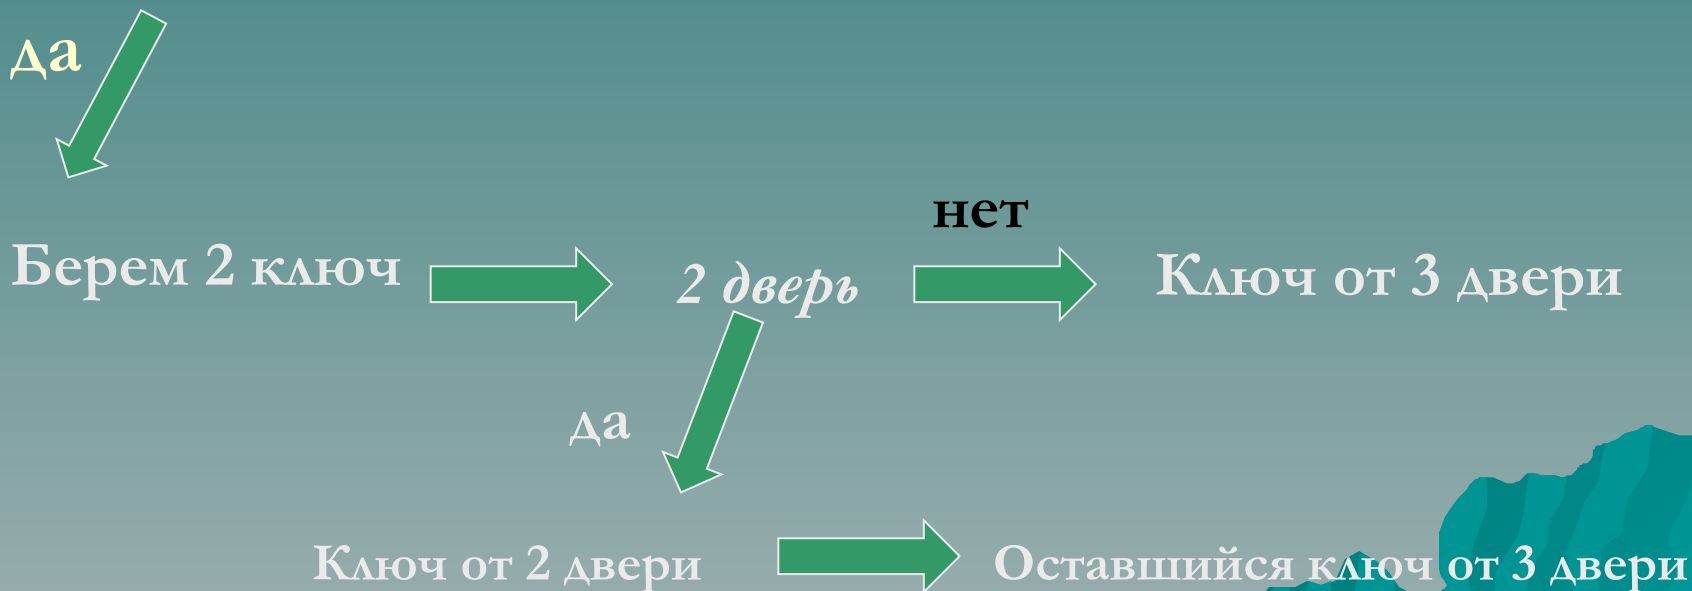 да
нет
Берем 2 ключ
2 дверь
Ключ от 3 двери
да
Ключ от 2 двери
Оставшийся ключ от 3 двери